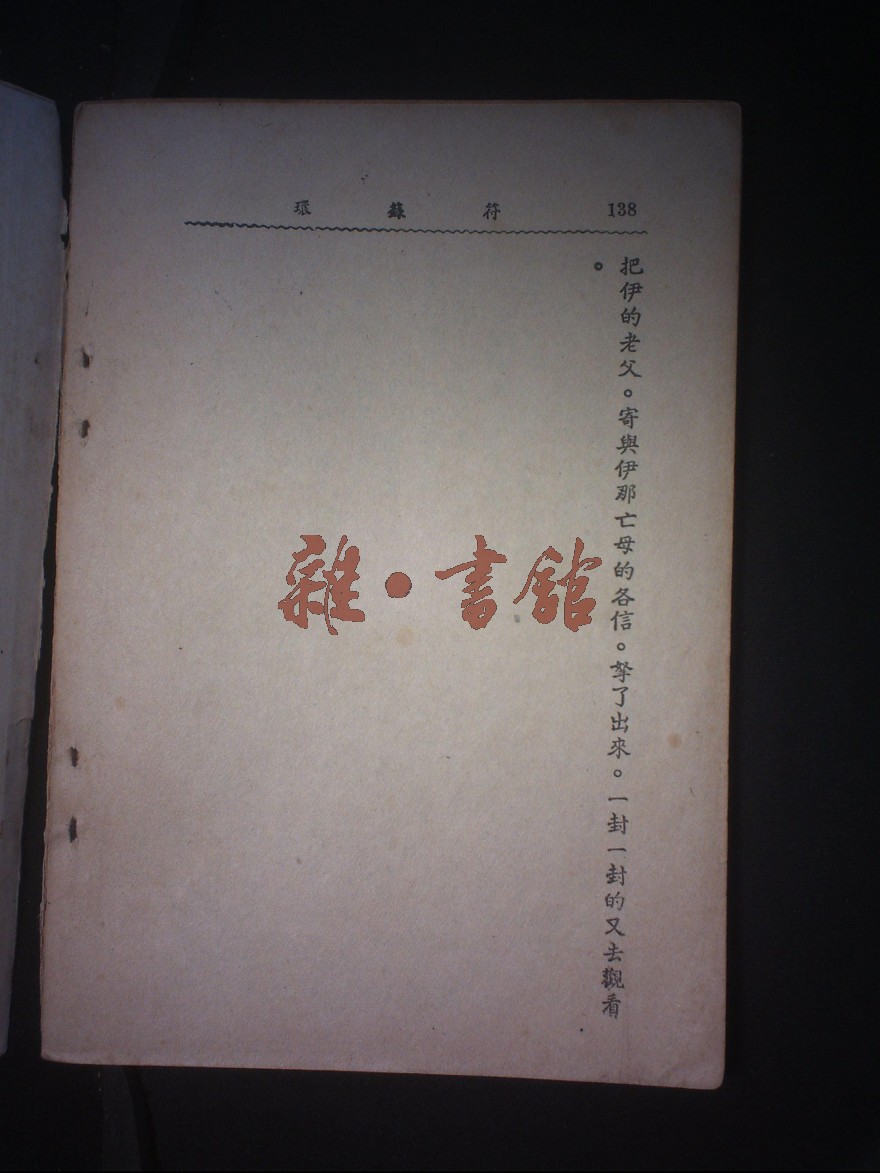 138 符蘇環
把伊的老父。寄與伊那亡母的各信。拏了出來。一封一封的又去觀看
。
雜·書館